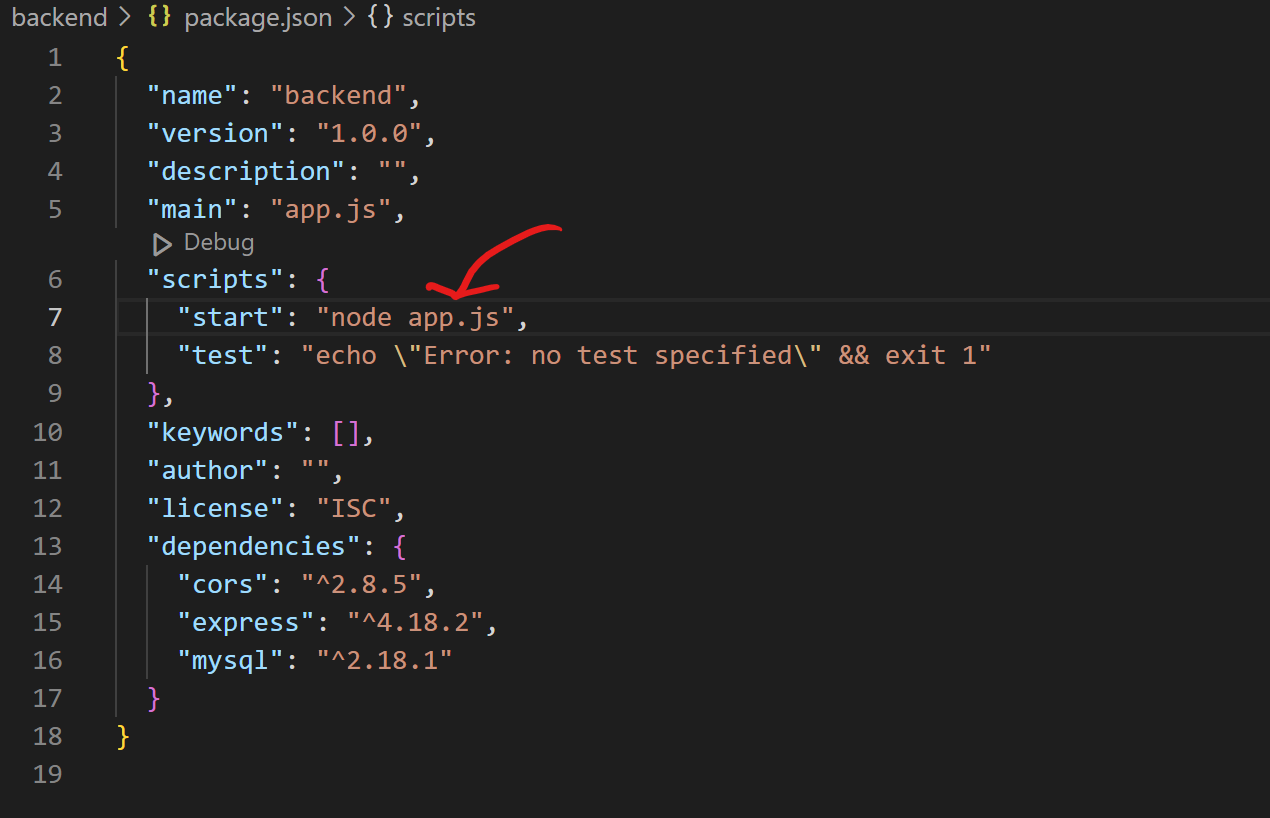 backend > {} package.json > {} scripts
1 {
2 "name": "backend",
3 "version": "1.0.0",
4 "description": "",
5 "main": "app.js",
Debug
6 "scripts": {
7 "start": "node app.js",
8 "test": "echo \"Error: no test specified\" && exit 1"
9 },
10 "keywords": [],
11 "author": "",
12 "license": "ISC",
13 "dependencies": {
14 "cors": "^2.8.5",
15 "express": "^4.18.2",
16 "mysql": "^2.18.1"
17 }
18 }
19